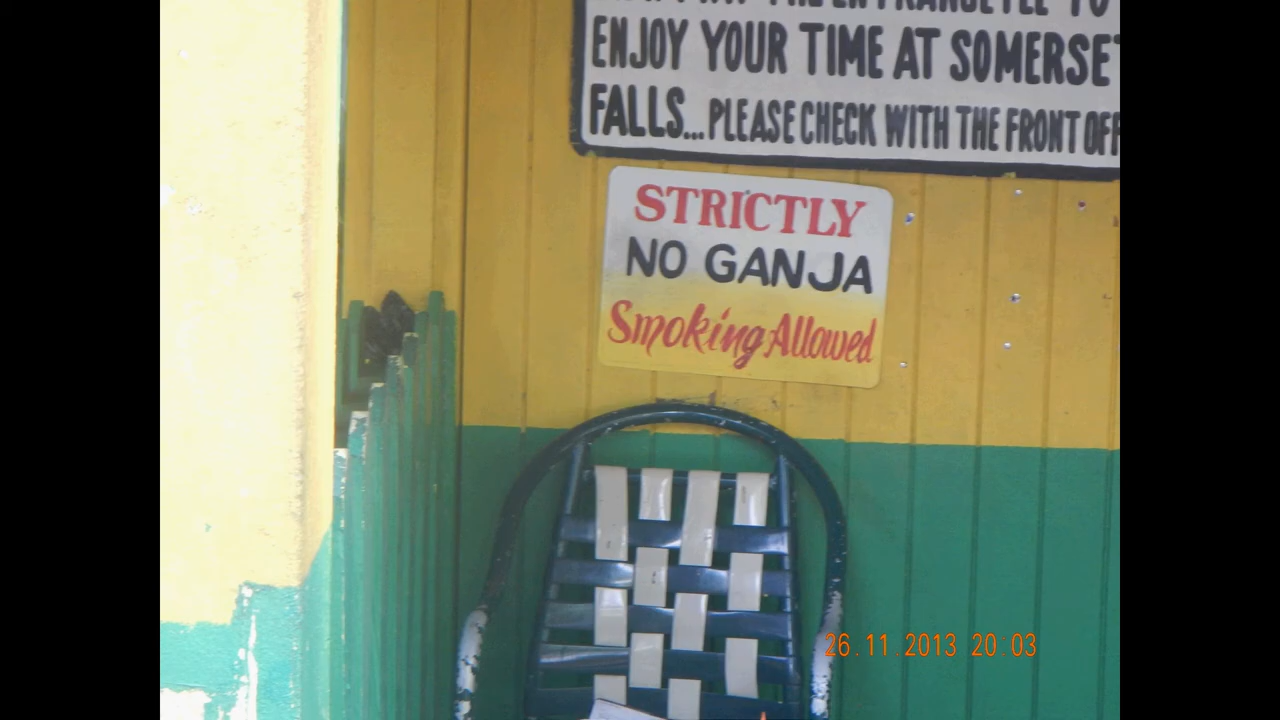 ENJOY YOUR TIME AT SOMERSET
FALLS... PLEASE CHECK WITH THE FRONT OFF
STRICTLY
NO GANJA
Smoking Allowed
26.11.2013 20:03